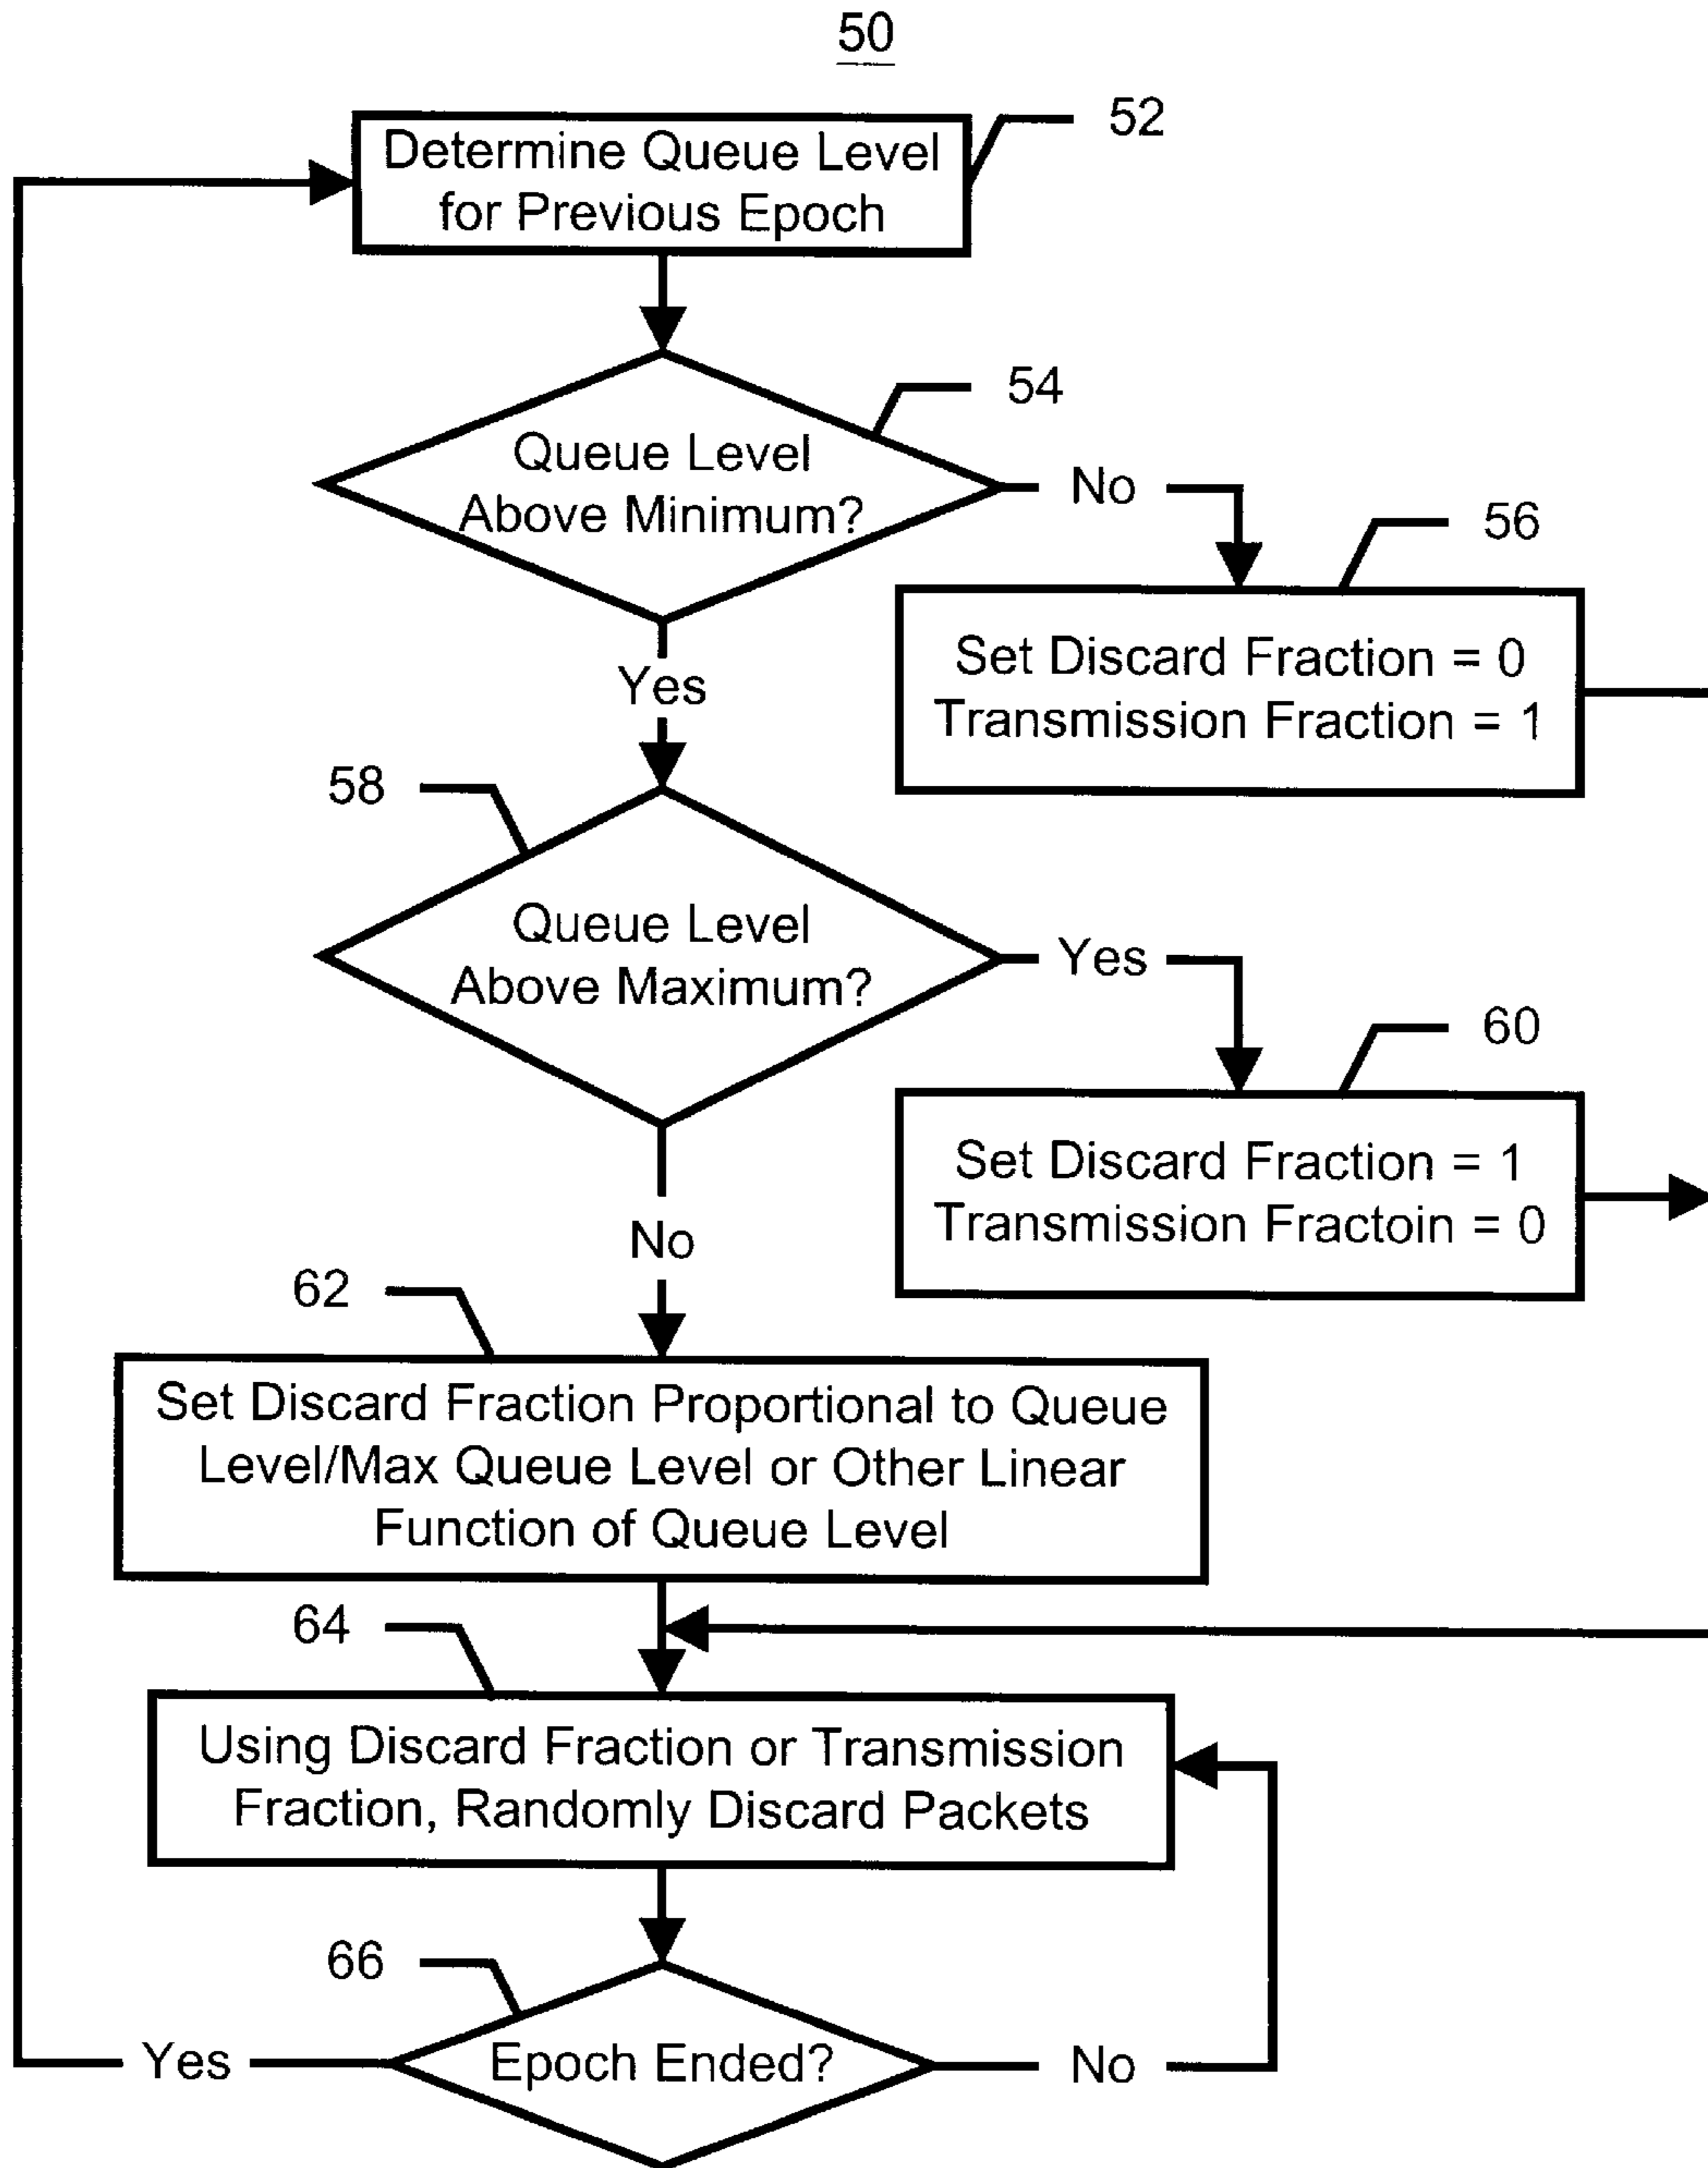 50
52
Determine Queue Level
for Previous Epoch
54
Queue Level
Above Minimum?
No
56
Set Discard Fraction = 0
Transmission Fraction = 1
Yes
58
Queue Level
Above Maximum?
Yes
60
Set Discard Fraction = 1
Transmission Fractoin = 0
No
62
Set Discard Fraction Proportional to Queue
Level/Max Queue Level or Other Linear
Function of Queue Level
64
Using Discard Fraction or Transmission
Fraction, Randomly Discard Packets
66
Yes
Epoch Ended?
No